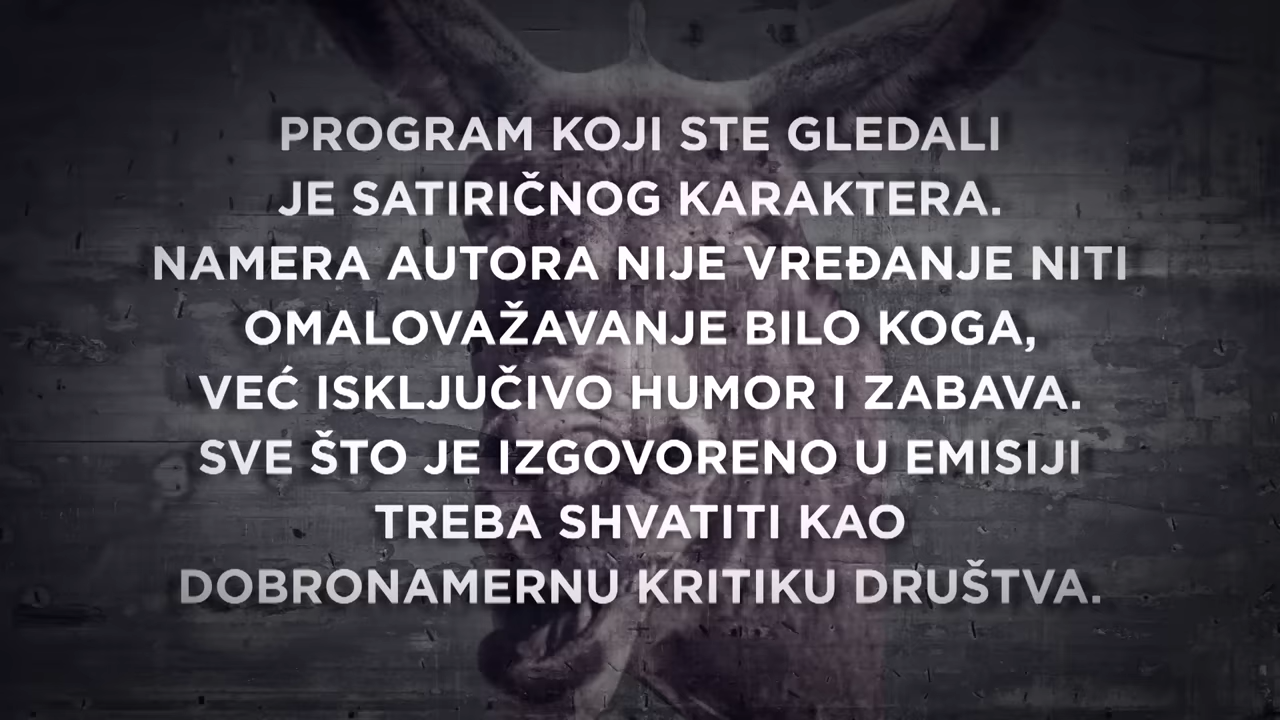 PROGRAM KOJI STE GLEDALI
JE SATIRIČNOG KARAKTERA.
NAMERA AUTORA NIJE VREĐANJE NITI
OMALOVAŽAVANJE BILO KOGA,
VEĆ ISKLJUČIVO HUMOR I ZABAVA.
SVE ŠTO JE IZGOVORENO U EMISIJI
TREBA SHVATITI KAO
DOBRONAMERNU KRITIKU DRUŠTVA.